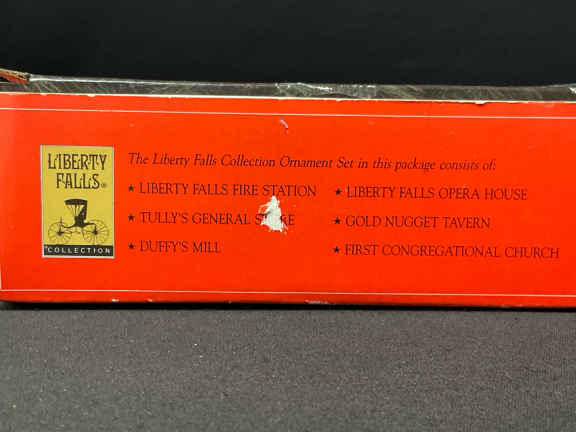 LIBERTY
FALLS®
COLLECTION
The Liberty Falls Collection Ornament Set in this package consists of:
★ LIBERTY FALLS FIRE STATION
★ TULLY'S GENERAL
★ DUFFY'S MILL
★ LIBERTY FALLS OPERA HOUSE
★ GOLD NUGGET TAVERN
★ FIRST CONGREGATIONAL CHURCH